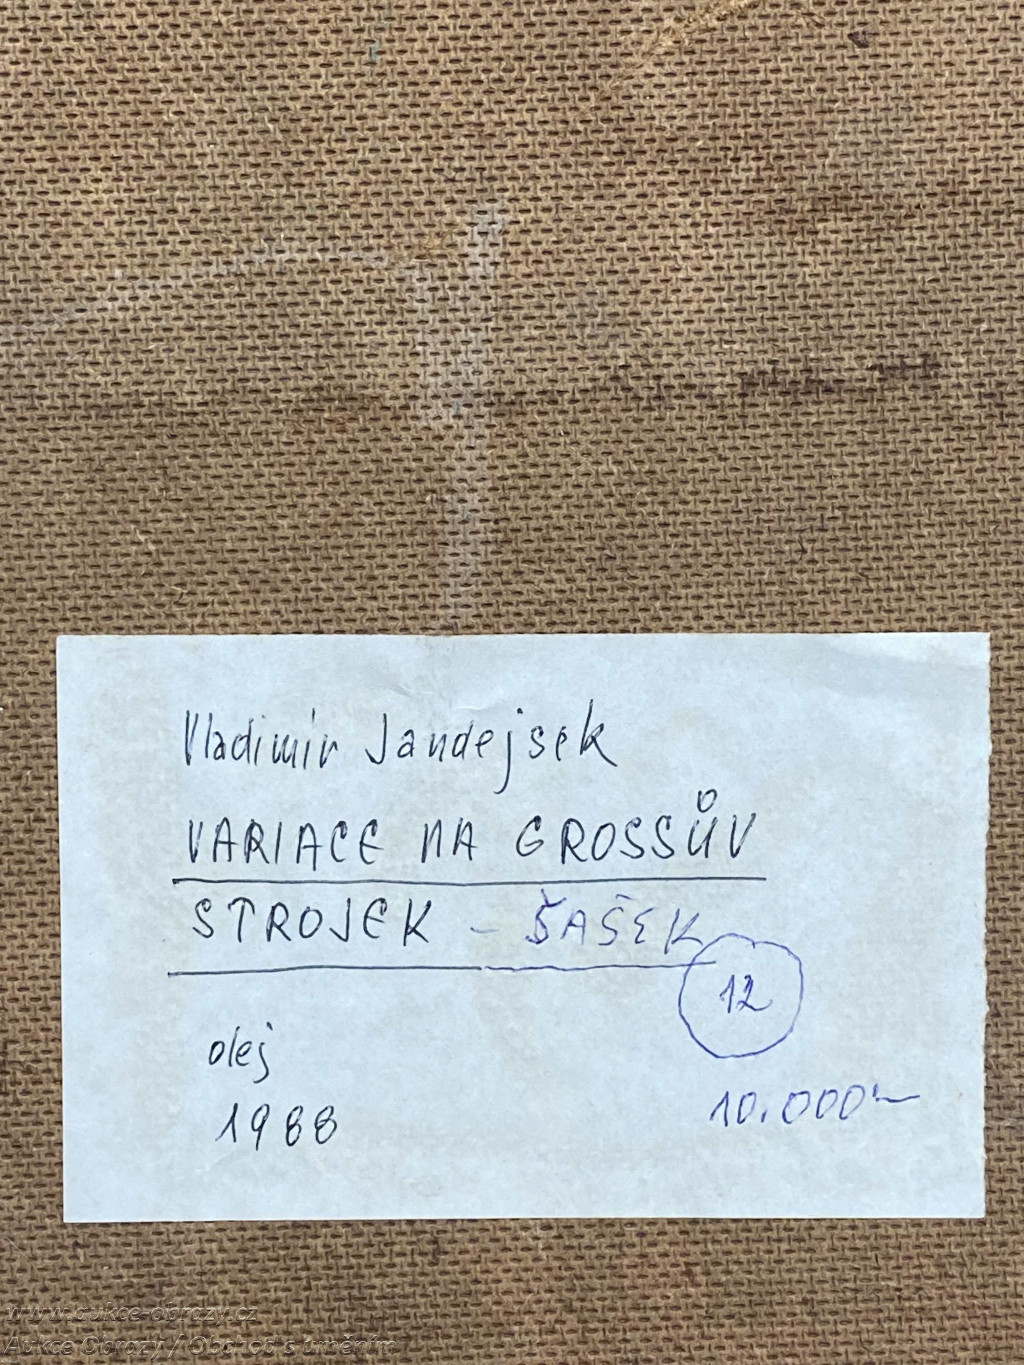 Vladimír Jandejsek
VARIACE NA GROSSŮV
STROJEK - ŠAŠEK
12
olej
1988
10.000,-
www.aukce-obrazy.cz
Aukce Obrazy / Obchod s uměním